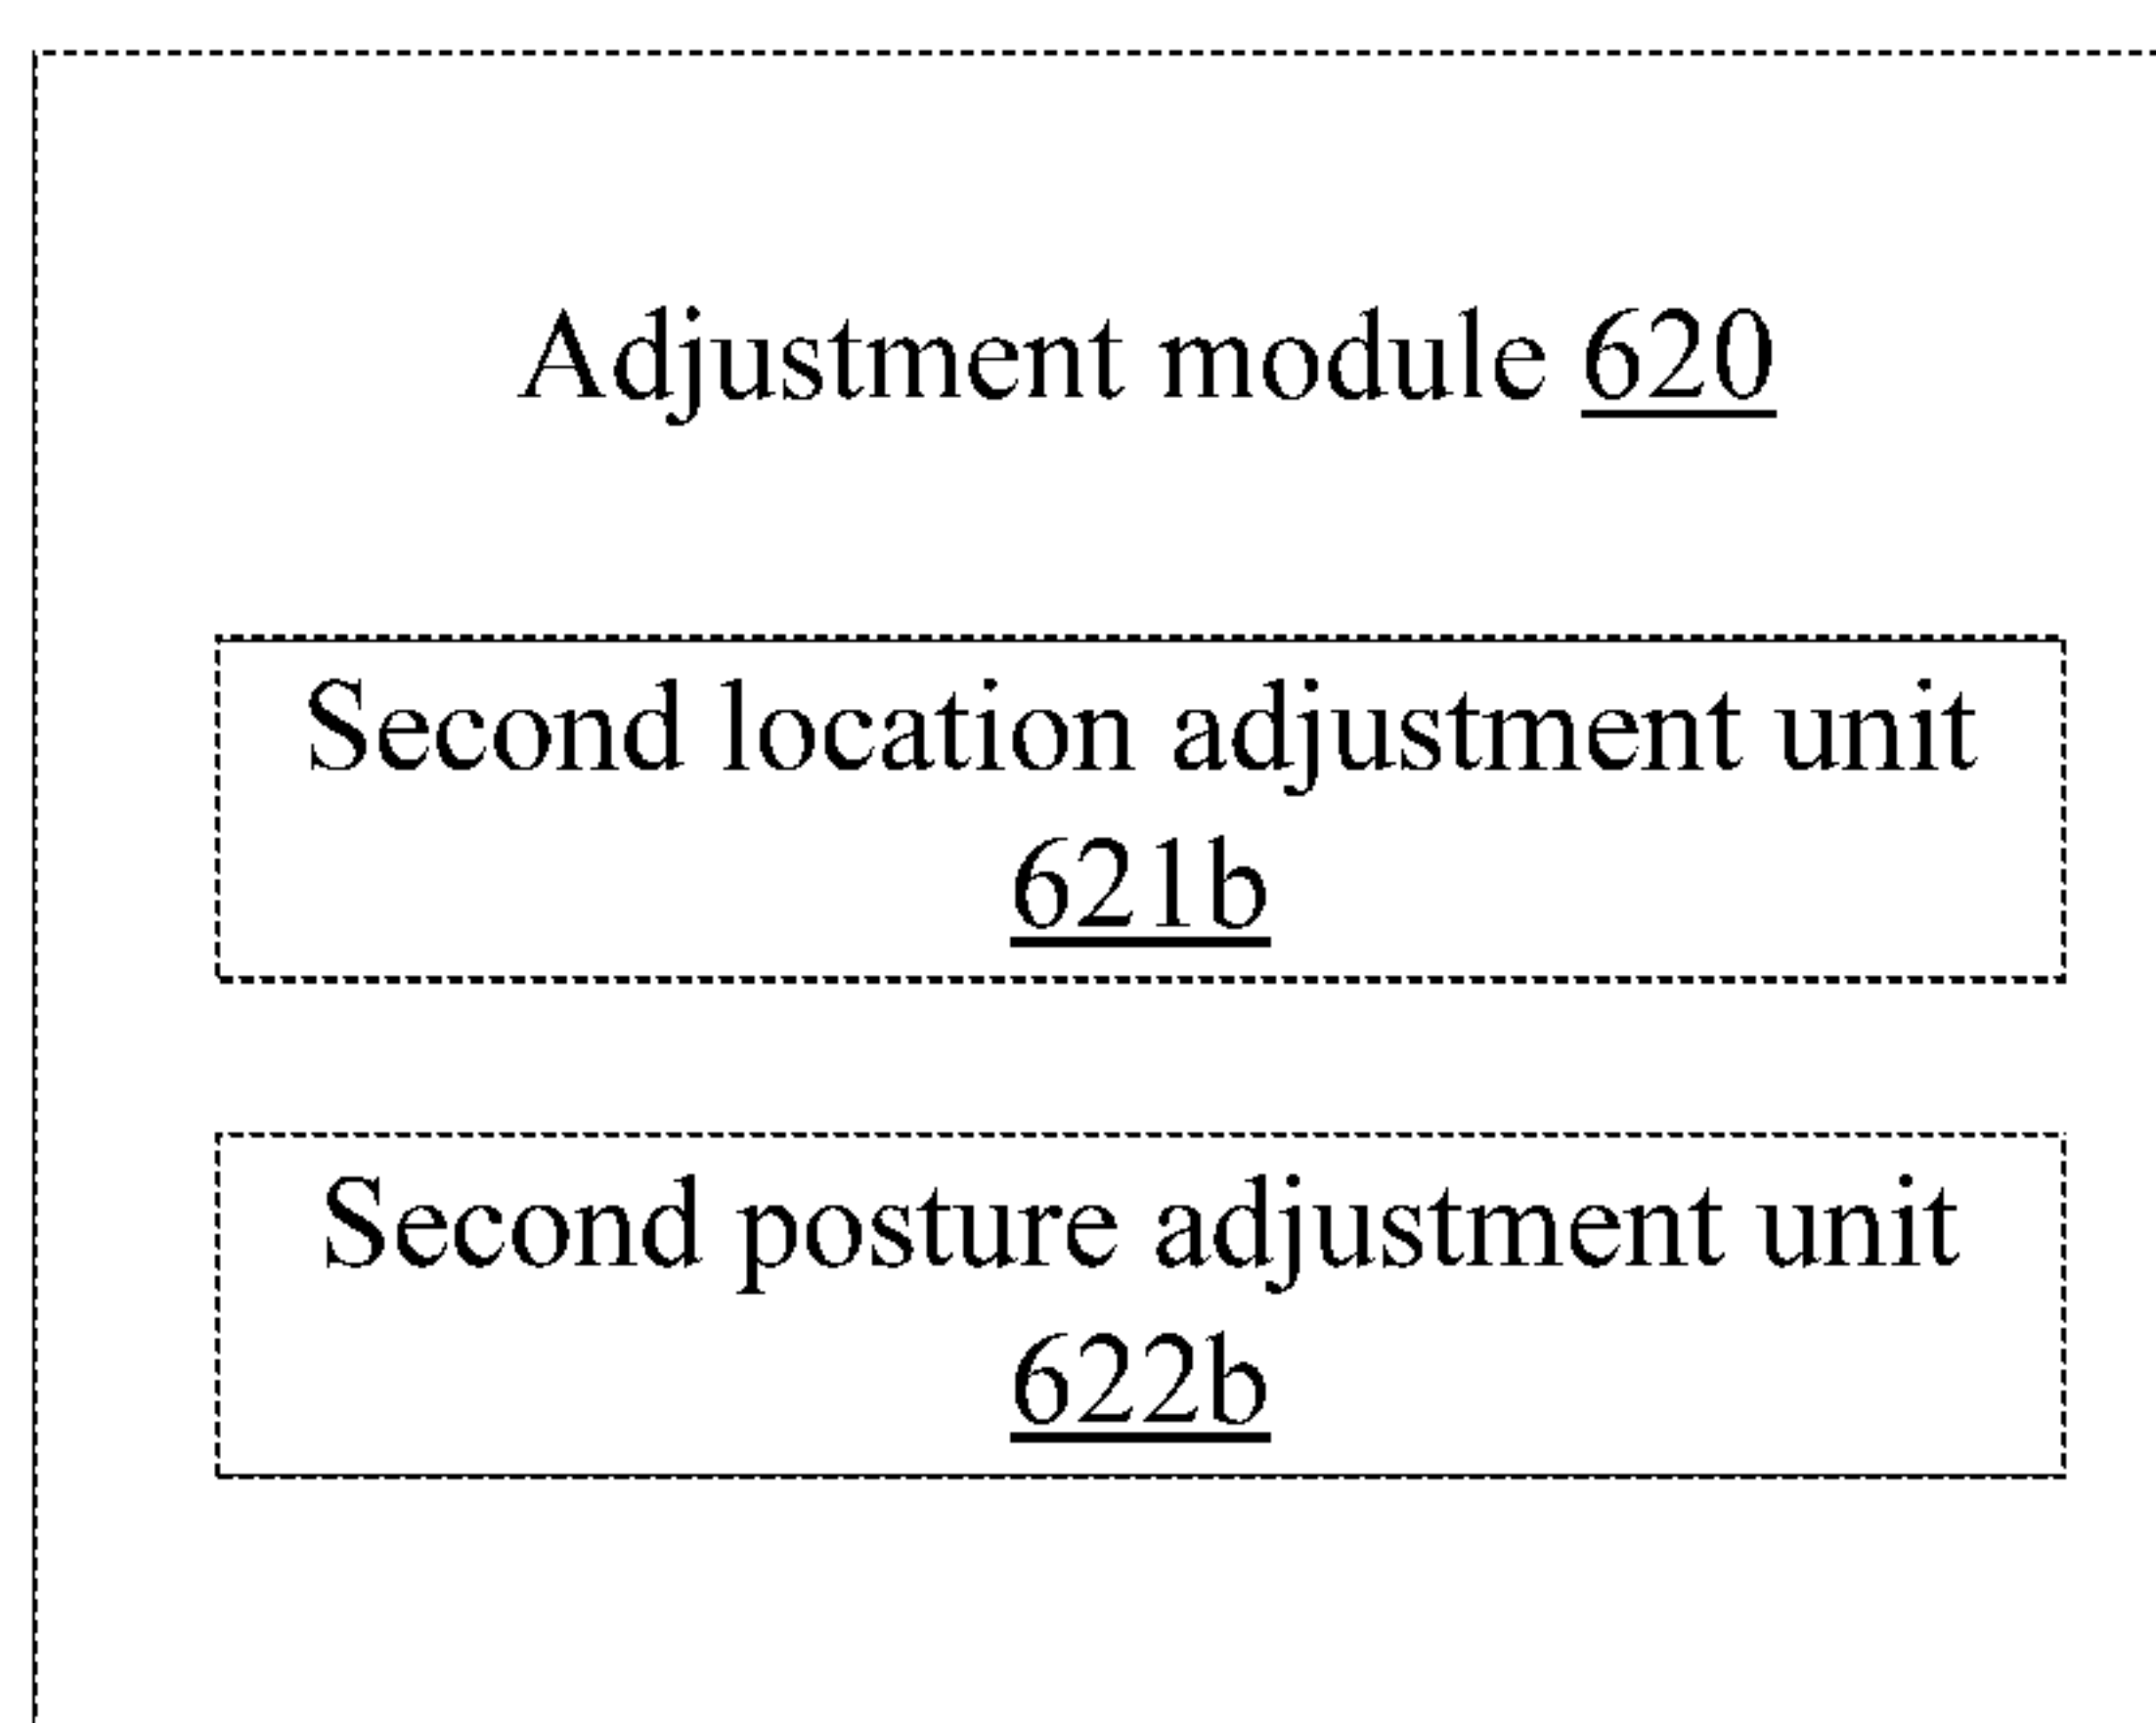 Adjustment module 620
Second location adjustment unit
621b
Second posture adjustment unit
622b